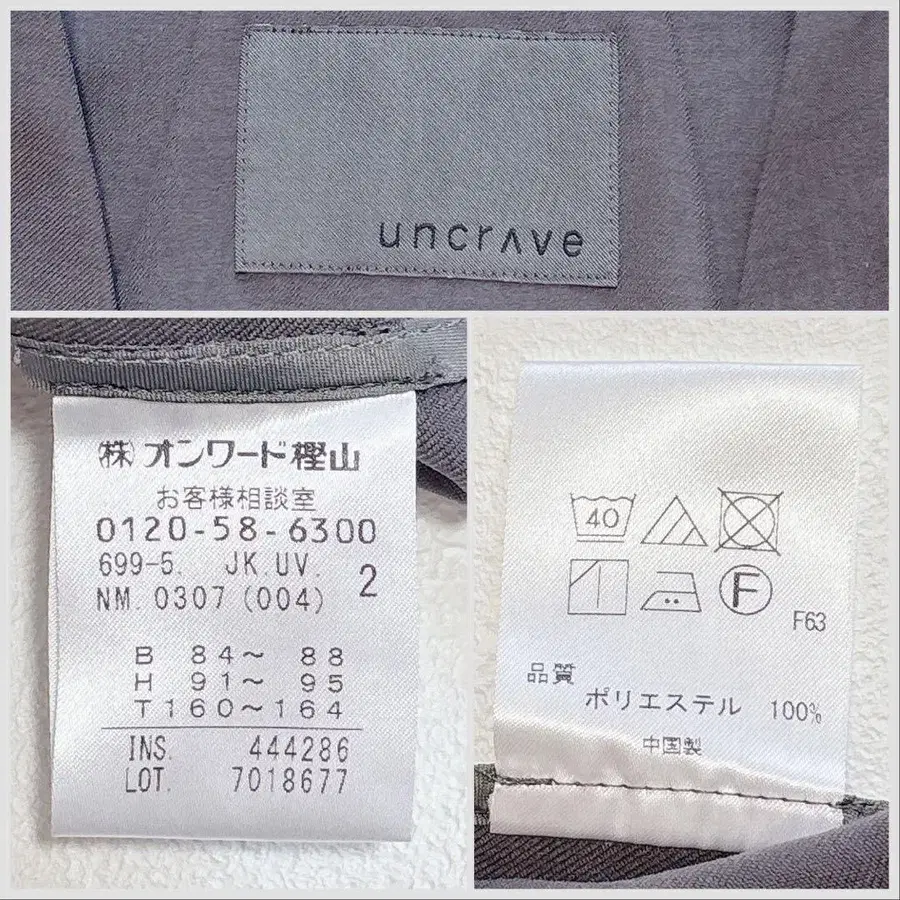 uncrʌve
㈱オンワード樫山
お客様相談室
0120-58-6300
699-5. JK.UV. 2
NM. 0307 (004)
B 84～ 88
H 91～ 95
T 160～164
INS. 444286
LOT. 7018677
40
F
F63
品質
ポリエステル 100%
中国製